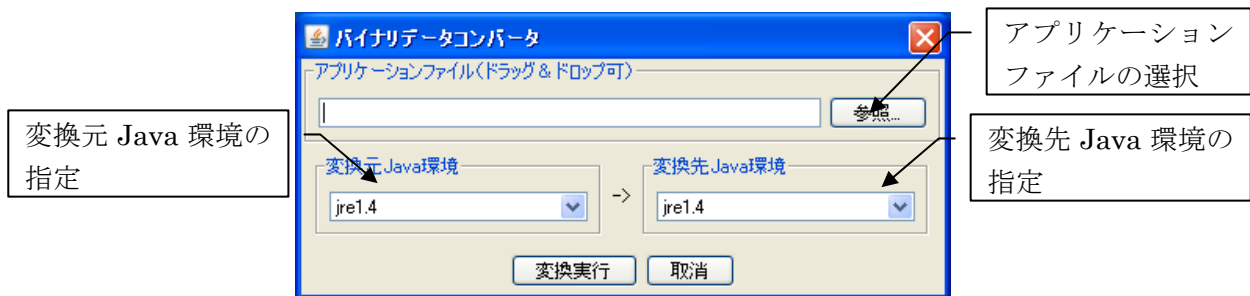 バイナリデータコンバータ
アプリケーションファイル(ドラッグ＆ドロップ可)
参照...
変換元Java環境
jre1.4
->
変換先Java環境
jre1.4
変換実行
取消
変換元 Java 環境の
指定
アプリケーション
ファイルの選択
変換先 Java 環境の
指定